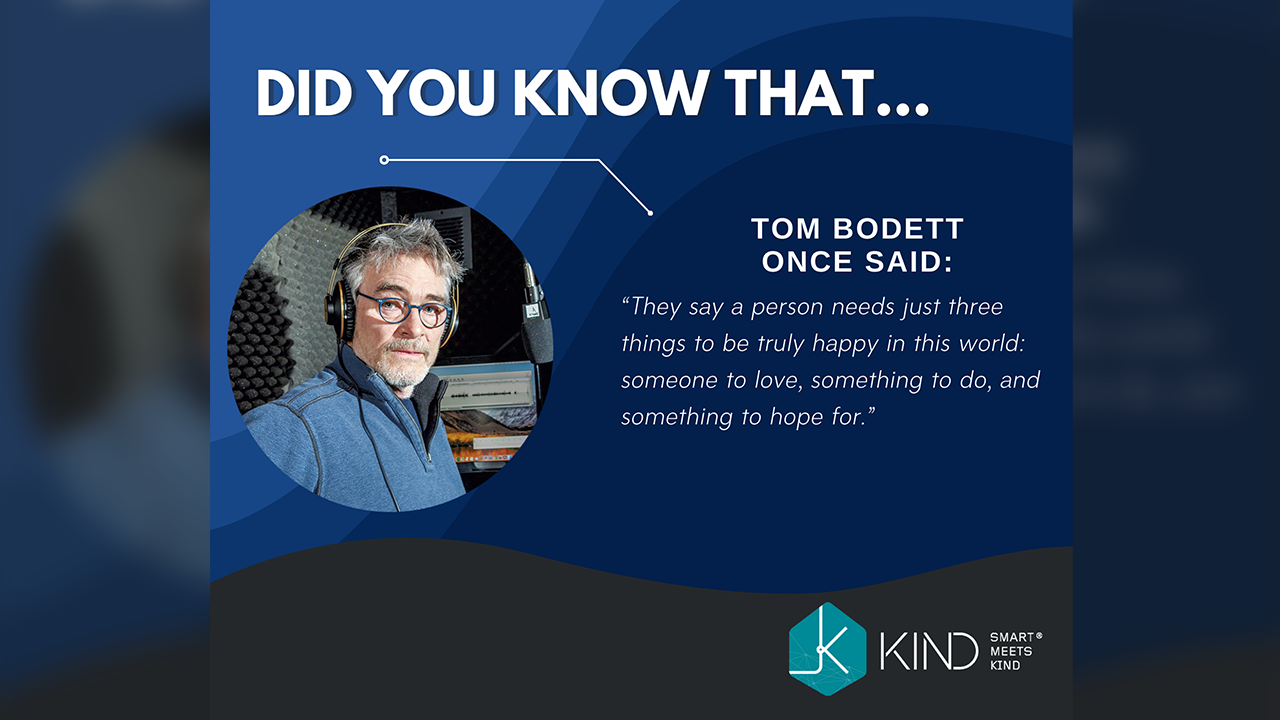 DID YOU KNOW THAT...
TOM BODETT
ONCE SAID:
“They say a person needs just three
things to be truly happy in this world:
someone to love, something to do, and
something to hope for.”
KIND
SMART®
MEETS
KIND